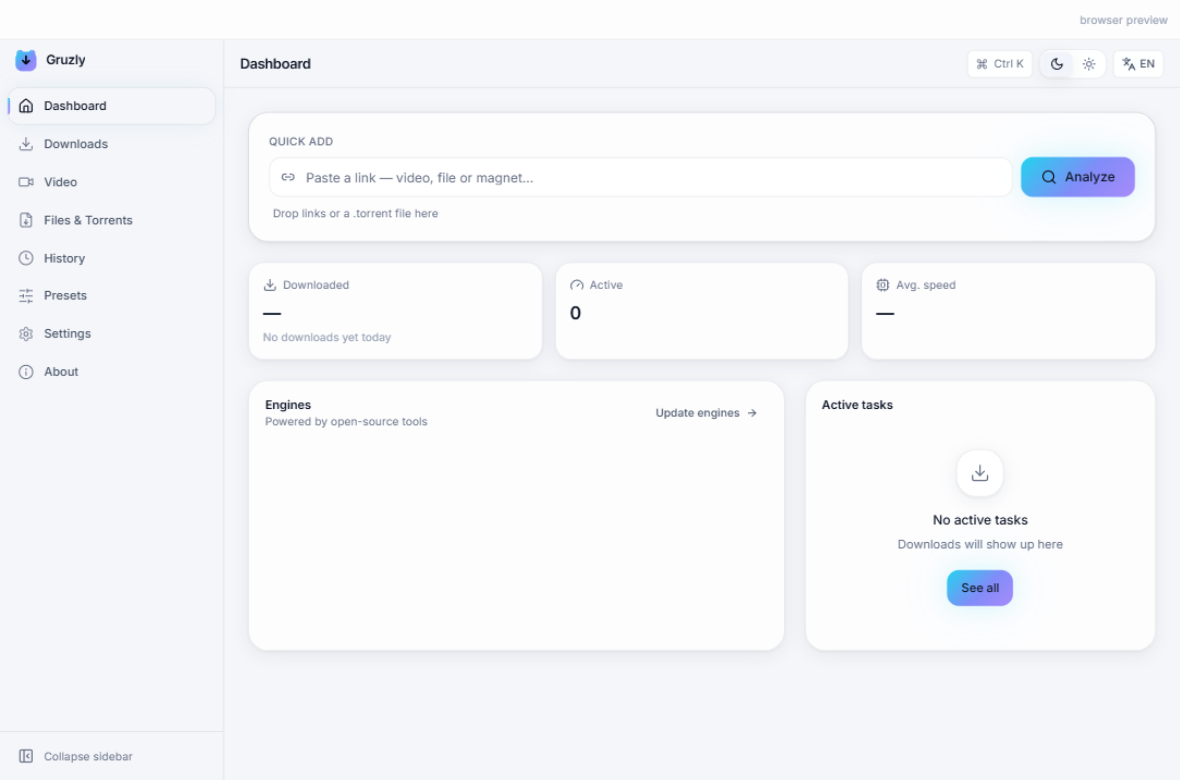 browser preview
Gruzly
Dashboard
Downloads
Video
Files & Torrents
History
Presets
Settings
About
Collapse sidebar
Dashboard
⌘ Ctrl K
EN
QUICK ADD
Paste a link — video, file or magnet...
Analyze
Drop links or a .torrent file here
Downloaded
—
No downloads yet today
Active
0
Avg. speed
—
Engines
Powered by open-source tools
Update engines →
Active tasks
No active tasks
Downloads will show up here
See all